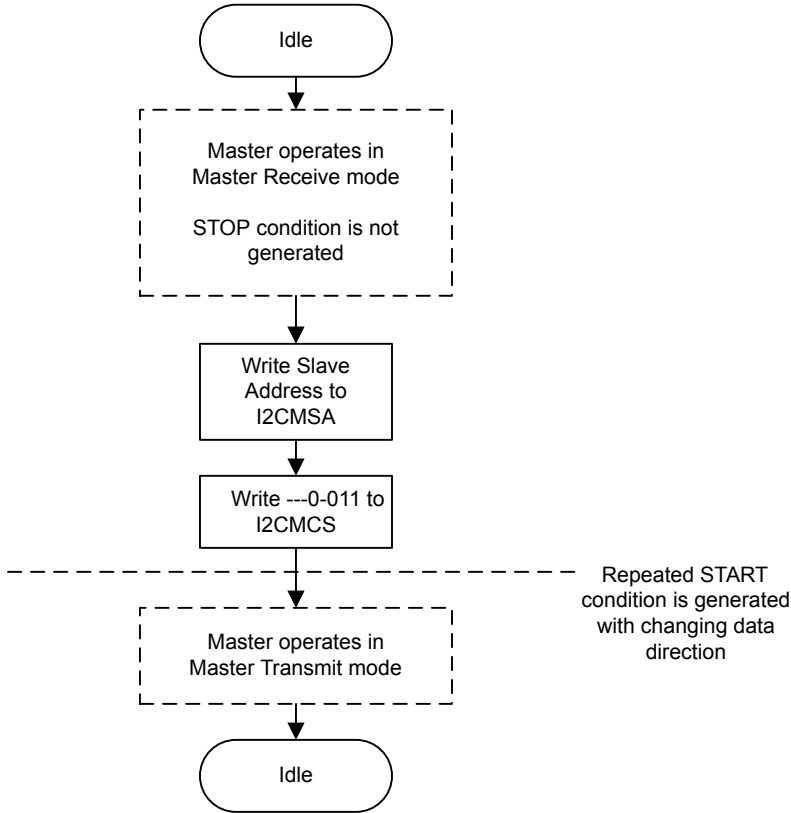 Idle
Master operates in
Master Receive mode
STOP condition is not
generated
Write Slave
Address to
I2CMSA
Write ---0-011 to
I2CMCS
Repeated START
condition is generated
with changing data
direction
Master operates in
Master Transmit mode
Idle